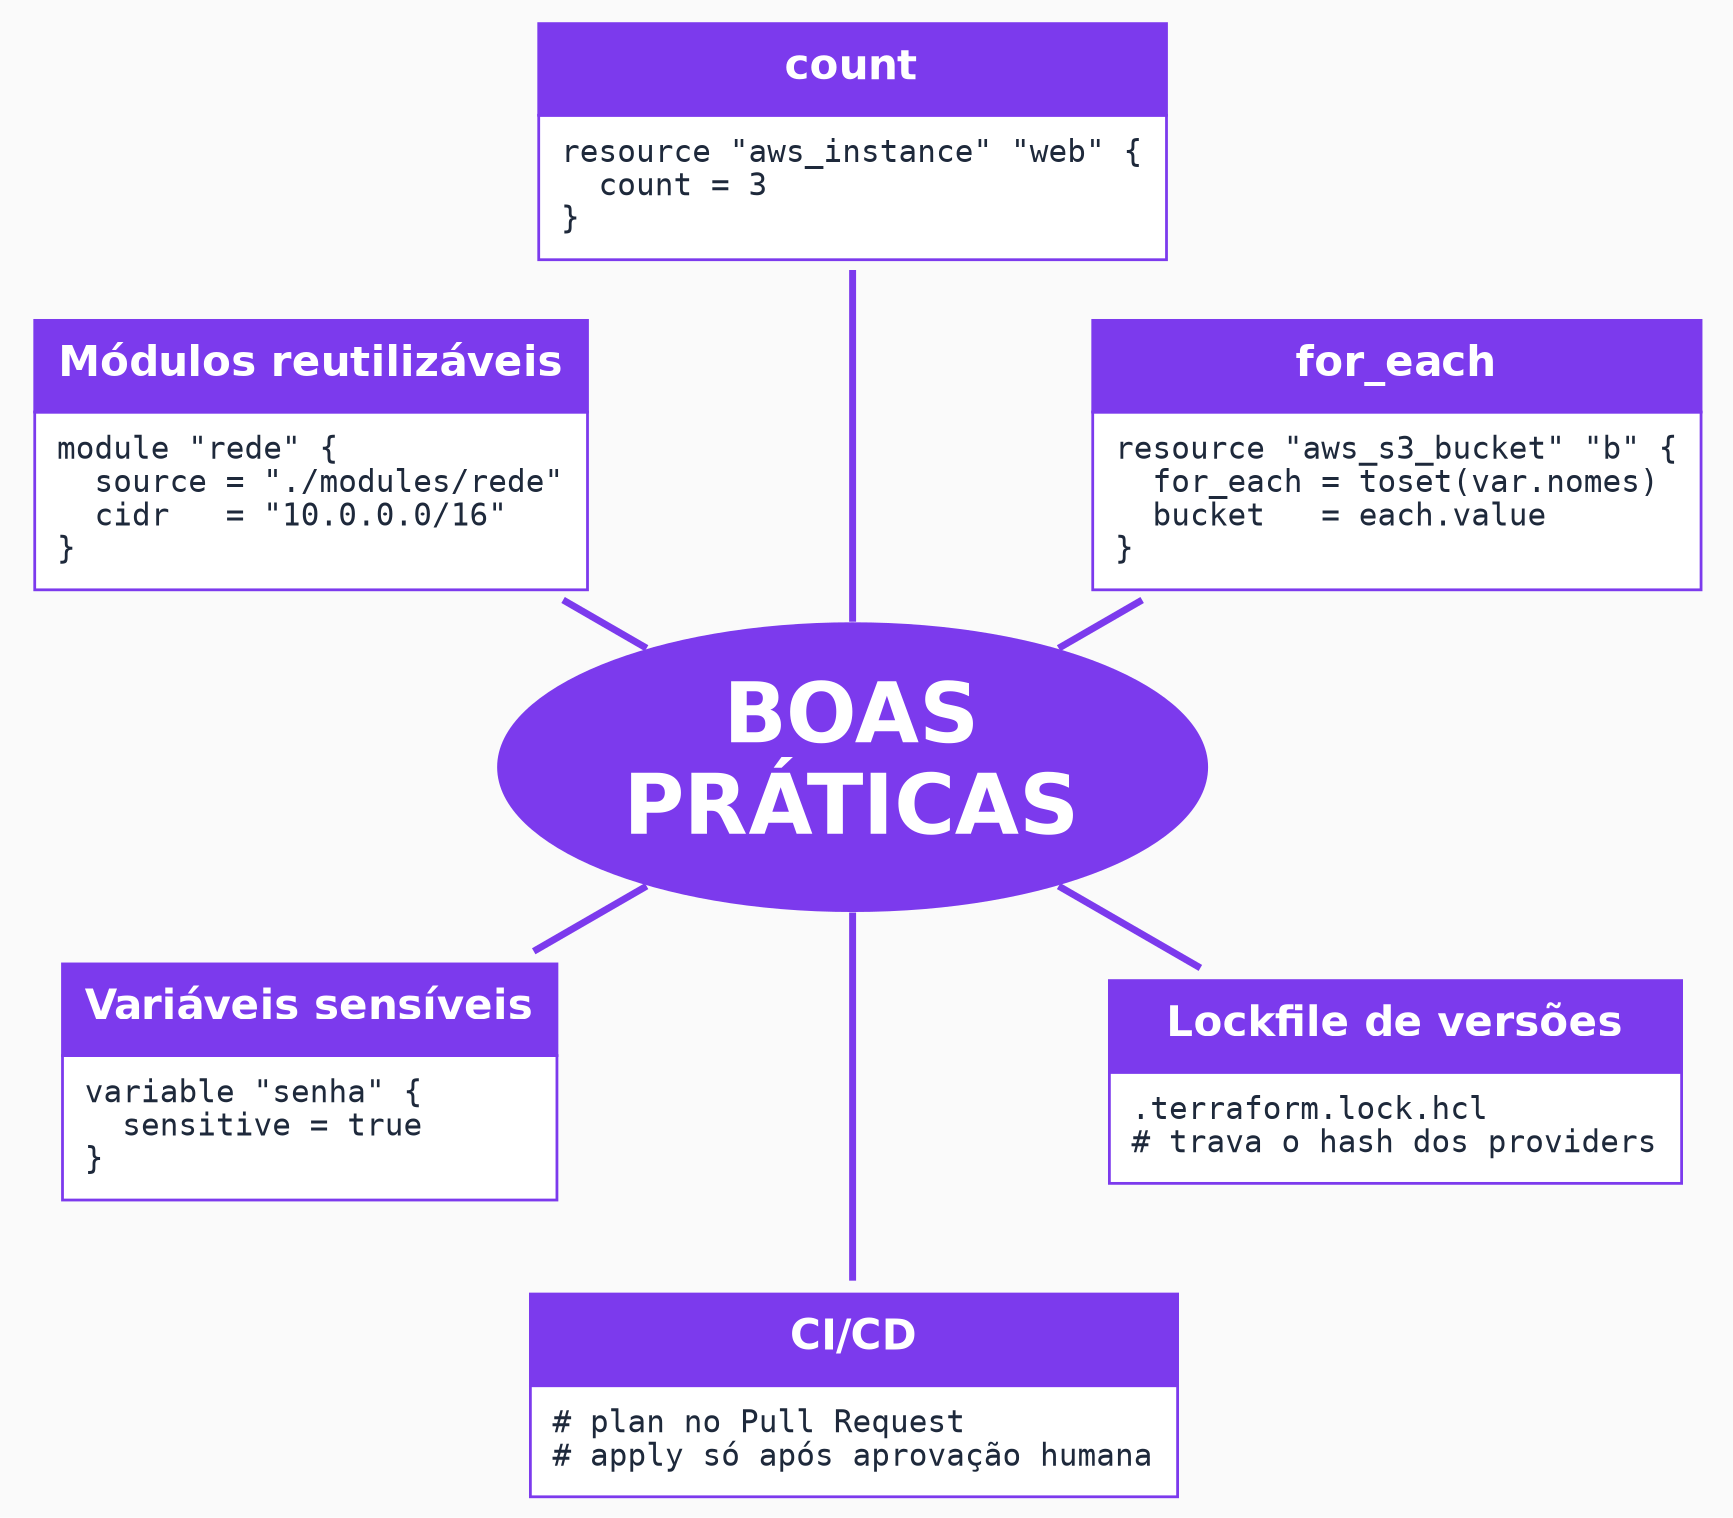 count
resource "aws_instance" "web" {
  count = 3
}
Módulos reutilizáveis
module "rede" {
  source = "./modules/rede"
  cidr   = "10.0.0.0/16"
}
for_each
resource "aws_s3_bucket" "b" {
  for_each = toset(var.nomes)
  bucket   = each.value
}
BOAS
PRÁTICAS
Variáveis sensíveis
variable "senha" {
  sensitive = true
}
Lockfile de versões
.terraform.lock.hcl
# trava o hash dos providers
CI/CD
# plan no Pull Request
# apply só após aprovação humana